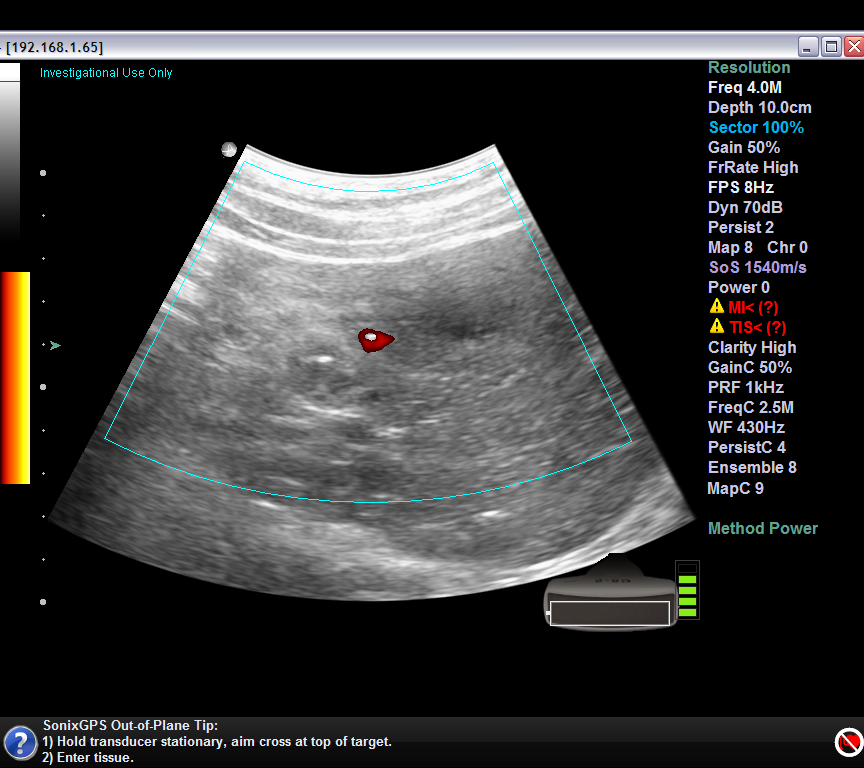 - [192.168.1.65]
Investigational Use Only
Resolution
Freq 4.0M
Depth 10.0cm
Sector 100%
Gain 50%
FrRate High
FPS 8Hz
Dyn 70dB
Persist 2
Map 8 Chr 0
SoS 1540m/s
Power 0
MI< (?)
TIS< (?)
Clarity High
GainC 50%
PRF 1kHz
FreqC 2.5M
WF 430Hz
PersistC 4
Ensemble 8
MapC 9
Method Power
SonixGPS Out-of-Plane Tip:
1) Hold transducer stationary, aim cross at top of target.
2) Enter tissue.